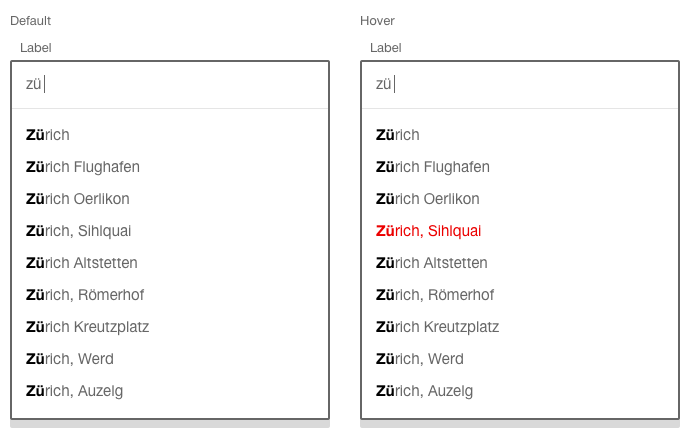 Default
Label
zü
Zürich
Zürich Flughafen
Zürich Oerlikon
Zürich, Sihlquai
Zürich Altstetten
Zürich, Römerhof
Zürich Kreutzplatz
Zürich, Werd
Zürich, Auzelg
Hover
Label
zü
Zürich
Zürich Flughafen
Zürich Oerlikon
Zürich, Sihlquai
Zürich Altstetten
Zürich, Römerhof
Zürich Kreutzplatz
Zürich, Werd
Zürich, Auzelg